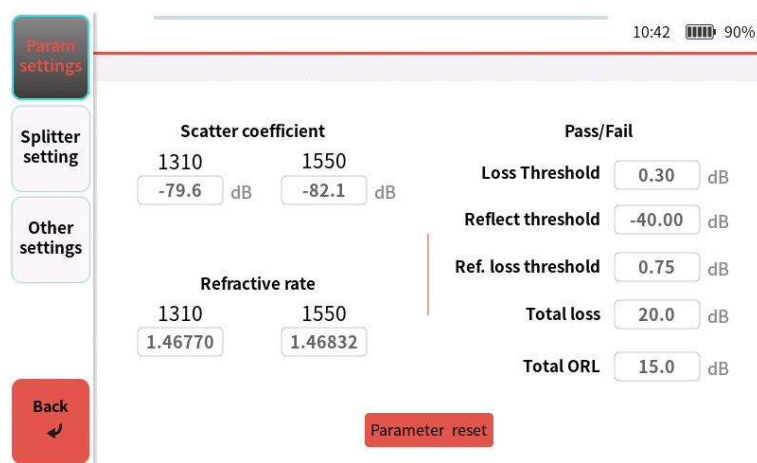 10:42 90%
Param
settings
Splitter
setting
Other
settings
Back
Scatter coefficient
1310 1550
-79.6 dB -82.1 dB
Refractive rate
1310 1550
1.46770 1.46832
Pass/Fail
Loss Threshold 0.30 dB
Reflect threshold -40.00 dB
Ref. loss threshold 0.75 dB
Total loss 20.0 dB
Total ORL 15.0 dB
Parameter reset